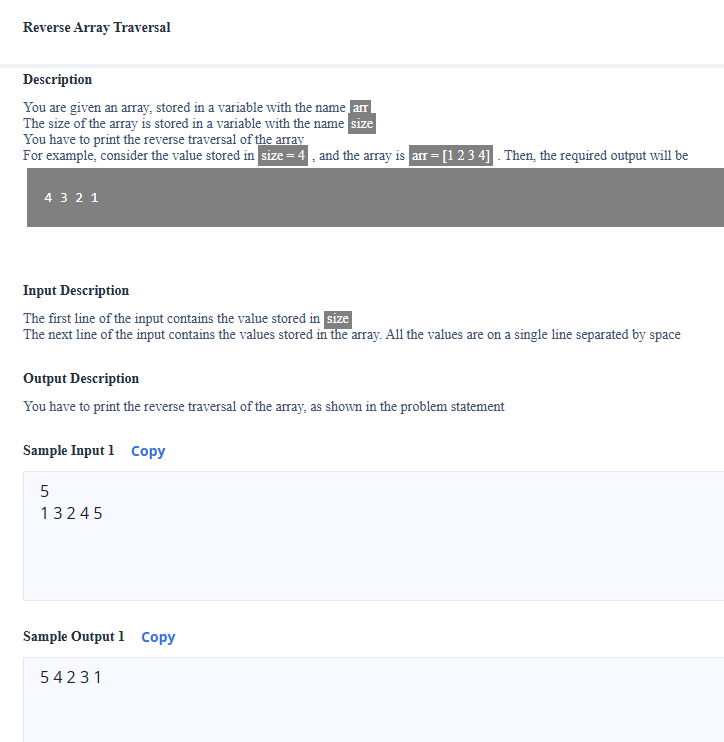 Reverse Array Traversal
Description
You are given an array, stored in a variable with the name arr
The size of the array is stored in a variable with the name size
You have to print the reverse traversal of the array
For example, consider the value stored in size = 4 , and the array is arr = [1 2 3 4] . Then, the required output will be
4 3 2 1
Input Description
The first line of the input contains the value stored in size
The next line of the input contains the values stored in the array. All the values are on a single line separated by space
Output Description
You have to print the reverse traversal of the array, as shown in the problem statement
Sample Input 1 Copy
5
1 3 2 4 5
Sample Output 1 Copy
5 4 2 3 1